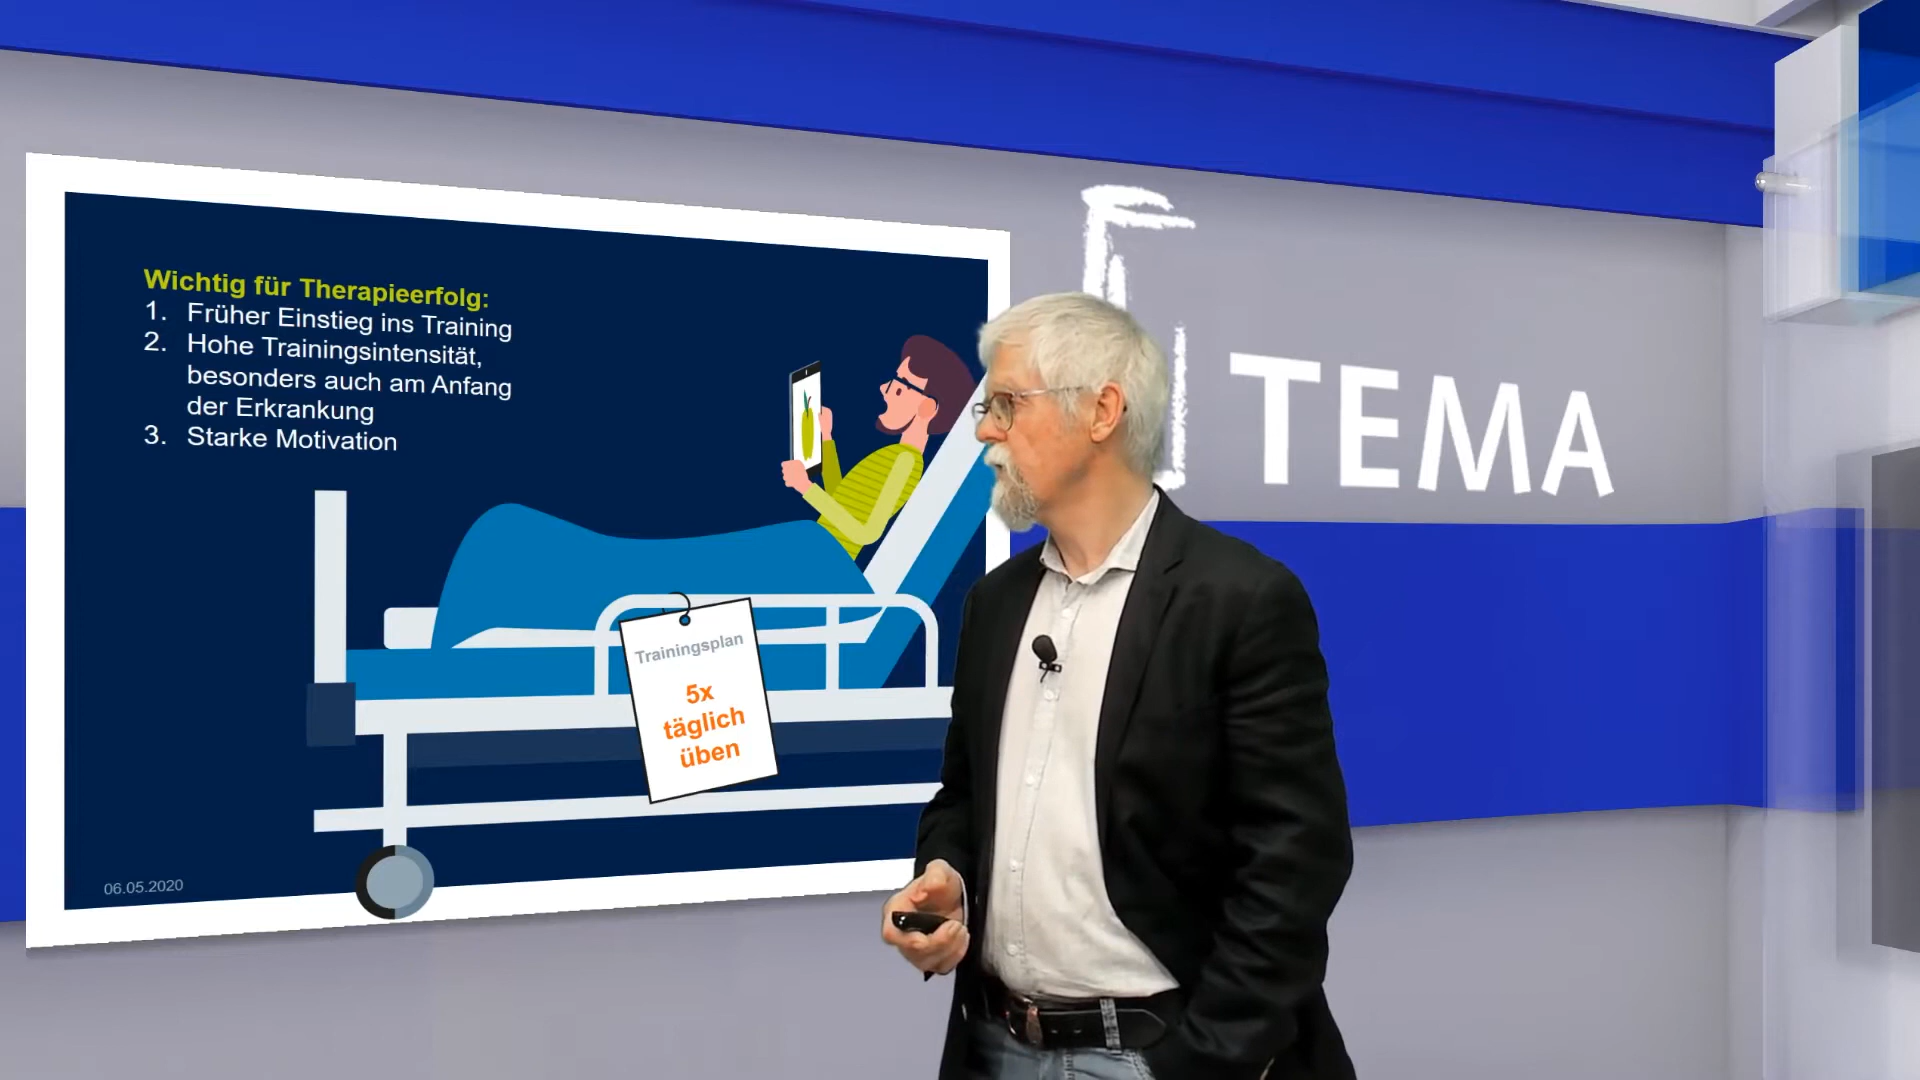 Wichtig für Therapieerfolg:
1. Früher Einstieg ins Training
2. Hohe Trainingsintensität,
besonders auch am Anfang
der Erkrankung
3. Starke Motivation
Trainingsplan
5x
täglich
üben
06.05.2020
TEMA